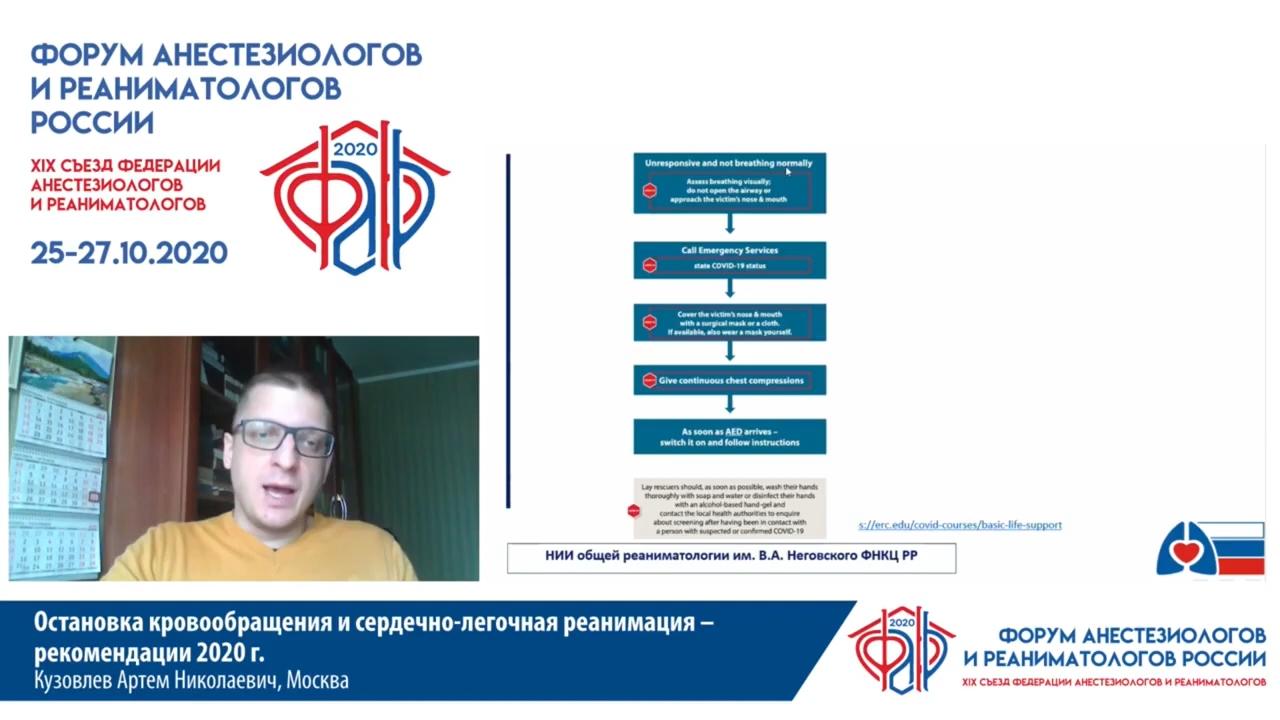 ФОРУМ АНЕСТЕЗИОЛОГОВ
И РЕАНИМАТОЛОГОВ
РОССИИ
XIX СЪЕЗД ФЕДЕРАЦИИ
АНЕСТЕЗИОЛОГОВ
И РЕАНИМАТОЛОГОВ
25-27.10.2020
2020
Unresponsive and not breathing normally
Assess breathing visually;
do not open the airway or
approach the victim's nose & mouth
Call Emergency Services
state COVID-19 status
Cover the victim's nose & mouth
with a surgical mask or a cloth.
If available, also wear a mask yourself.
Give continuous chest compressions
As soon as AED arrives –
switch it on and follow instructions
Lay rescuers should, as soon as possible, wash their hands
thoroughly with soap and water or disinfect their hands
with an alcohol-based hand-gel and
contact the local health authorities to enquire
about screening after having been in contact with
a person with suspected or confirmed COVID-19
s://erc.edu/covid-courses/basic-life-support
НИИ общей реаниматологии им. В.А. Неговского ФНКЦ РР
Остановка кровообращения и сердечно-легочная реанимация –
рекомендации 2020 г.
Кузовлев Артем Николаевич, Москва
2020
ФОРУМ АНЕСТЕЗИОЛОГОВ
И РЕАНИМАТОЛОГОВ РОССИИ
XIX СЪЕЗД ФЕДЕРАЦИИ АНЕСТЕЗИОЛОГОВ И РЕАНИМАТОЛОГОВ